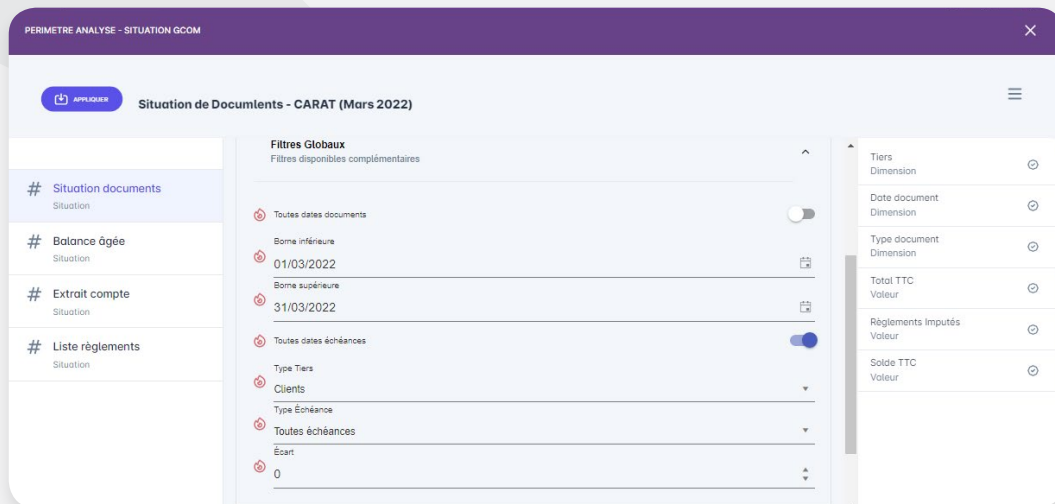 PERIMETRE ANALYSE - SITUATION GCOM
APPLIQUER
Situation de Documlents - CARAT (Mars 2022)
# Situation documents
Situation
# Balance âgée
Situation
# Extrait compte
Situation
# Liste règlements
Situation
Filtres Globaux
Filtres disponibles complémentaires
Toutes dates documents
Borne inférieure
01/03/2022
Borne supérieure
31/03/2022
Toutes dates échéances
Type Tiers
Clients
Type Échéance
Toutes échéances
Écart
0
Tiers
Dimension
Date document
Dimension
Type document
Dimension
Total TTC
Valeur
Règlements Imputés
Valeur
Solde TTC
Valeur